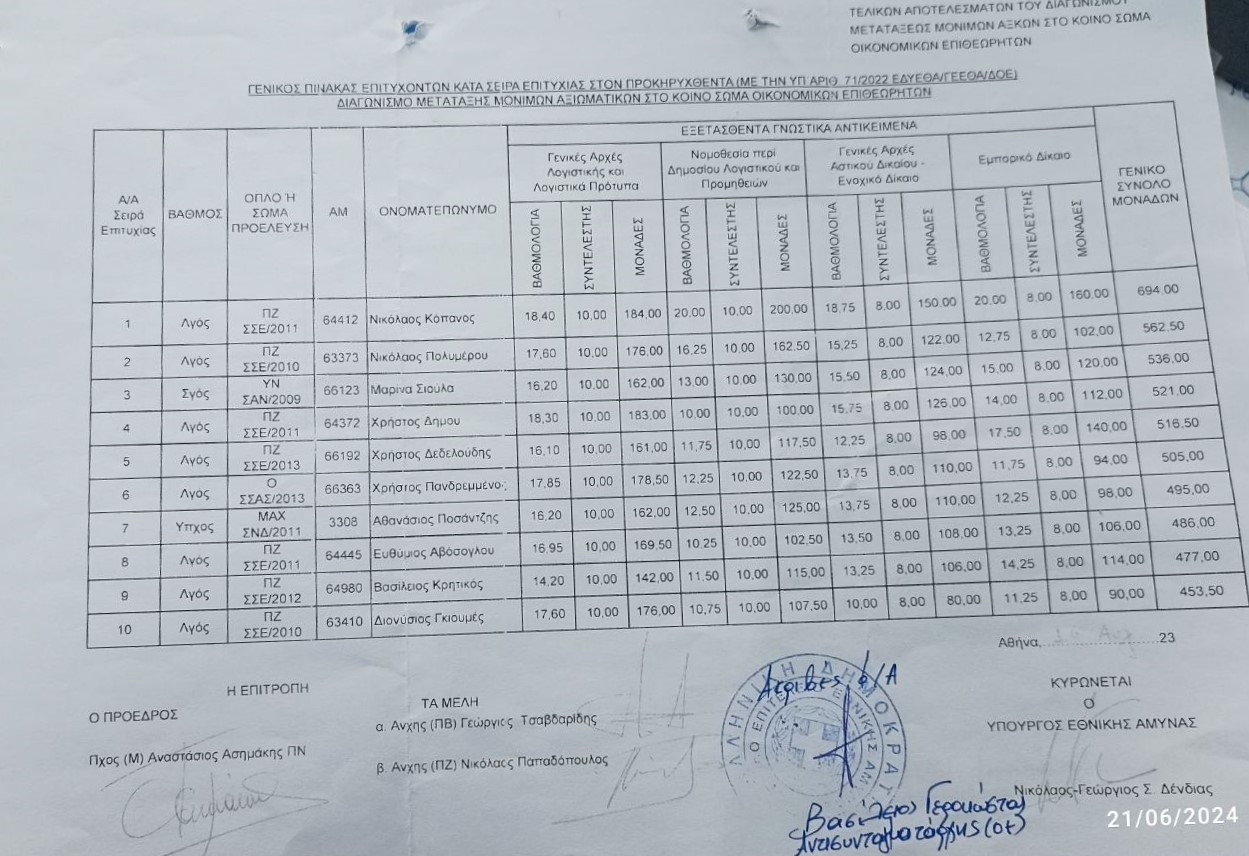 ΤΕΛΙΚΩΝ ΑΠΟΤΕΛΕΣΜΑΤΩΝ ΤΟΥ ΔΙΑΓΩΝΙΣΜΟΥ
ΜΕΤΑΤΑΞΕΩΣ ΜΟΝΙΜΩΝ ΑΞΚΩΝ ΣΤΟ ΚΟΙΝΟ ΣΩΜΑ
ΟΙΚΟΝΟΜΙΚΩΝ ΕΠΙΘΕΩΡΗΤΩΝ
ΓΕΝΙΚΟΣ ΠΙΝΑΚΑΣ ΕΠΙΤΥΧΟΝΤΩΝ ΚΑΤΑ ΣΕΙΡΑ ΕΠΙΤΥΧΙΑΣ ΣΤΟΝ ΠΡΟΚΗΡΥΧΘΕΝΤΑ (ΜΕ ΤΗΝ ΥΠ ΑΡΙΘ. 71/2022 ΕΔΥΕΘΑ/ΓΕΕΘΑ/ΔΟΕ)
ΔΙΑΓΩΝΙΣΜΟ ΜΕΤΑΤΑΞΗΣ ΜΟΝΙΜΩΝ ΑΞΙΩΜΑΤΙΚΩΝ ΣΤΟ ΚΟΙΝΟ ΣΩΜΑ ΟΙΚΟΝΟΜΙΚΩΝ ΕΠΙΘΕΩΡΗΤΩΝ
Α/Α Σειρά Επιτυχίας ΒΑΘΜΟΣ ΟΠΛΟ Ή ΣΩΜΑ ΠΡΟΕΛΕΥΣΗ ΑΜ ΟΝΟΜΑΤΕΠΩΝΥΜΟ ΕΞΕΤΑΣΘΕΝΤΑ ΓΝΩΣΤΙΚΑ ΑΝΤΙΚΕΙΜΕΝΑ ΓΕΝΙΚΟ ΣΥΝΟΛΟ ΜΟΝΑΔΩΝ
Γενικές Αρχές Λογιστικής και Λογιστικά Πρότυπα Νομοθεσία περί Δημοσίου Λογιστικού και Προμηθειών Γενικές Αρχές Αστικού Δικαίου - Ενοχικό Δίκαιο Εμπορικό Δίκαιο
ΒΑΘΜΟΛΟΓΙΑ ΣΥΝΤΕΛΕΣΤΗΣ ΜΟΝΑΔΕΣ ΒΑΘΜΟΛΟΓΙΑ ΣΥΝΤΕΛΕΣΤΗΣ ΜΟΝΑΔΕΣ ΒΑΘΜΟΛΟΓΙΑ ΣΥΝΤΕΛΕΣΤΗΣ ΜΟΝΑΔΕΣ ΒΑΘΜΟΛΟΓΙΑ ΣΥΝΤΕΛΕΣΤΗΣ ΜΟΝΑΔΕΣ
1 Λγός ΠΖ ΣΣΕ/2011 64412 Νικόλαος Κόπανος 18,40 10,00 184,00 20,00 10,00 200,00 18,75 8,00 150,00 20,00 8,00 160,00 694,00
2 Λγός ΠΖ ΣΣΕ/2010 63373 Νικόλαος Πολυμέρου 17,60 10,00 176,00 16,25 10,00 162,50 15,25 8,00 122,00 12,75 8,00 102,00 562,50
3 Σγός ΥΝ ΣΑΝ/2009 66123 Μαρίνα Σιούλα 16,20 10,00 162,00 13,00 10,00 130,00 15,50 8,00 124,00 15,00 8,00 120,00 536,00
4 Λγός ΠΖ ΣΣΕ/2011 64372 Χρήστος Δήμου 18,30 10,00 183,00 10,00 10,00 100,00 15,75 8,00 126,00 14,00 8,00 112,00 521,00
5 Λγός ΠΖ ΣΣΕ/2013 66192 Χρήστος Δεδελούδης 16,10 10,00 161,00 11,75 10,00 117,50 12,25 8,00 98,00 17,50 8,00 140,00 516,50
6 Λγός Ο ΣΣΑΣ/2013 66363 Χρήστος Πανδρεμμένος 17,85 10,00 178,50 12,25 10,00 122,50 13,75 8,00 110,00 11,75 8,00 94,00 505,00
7 Υπχος ΜΑΧ ΣΝΔ/2011 3308 Αθανάσιος Ποσάντζης 16,20 10,00 162,00 12,50 10,00 125,00 13,75 8,00 110,00 12,25 8,00 98,00 495,00
8 Λγός ΠΖ ΣΣΕ/2011 64445 Ευθύμιος Αβόσογλου 16,95 10,00 169,50 10,25 10,00 102,50 13,50 8,00 108,00 13,25 8,00 106,00 486,00
9 Λγός ΠΖ ΣΣΕ/2012 64980 Βασίλειος Κρητικός 14,20 10,00 142,00 11,50 10,00 115,00 13,25 8,00 106,00 14,25 8,00 114,00 477,00
10 Λγός ΠΖ ΣΣΕ/2010 63410 Διονύσιος Γκιουμές 17,60 10,00 176,00 10,75 10,00 107,50 10,00 8,00 80,00 11,25 8,00 90,00 453,50
Αθήνα, 23
Η ΕΠΙΤΡΟΠΗ
Ο ΠΡΟΕΔΡΟΣ
Πχος (Μ) Αναστάσιος Ασημάκης ΠΝ
ΤΑ ΜΕΛΗ
α. Ανχης (ΠΒ) Γεώργιος Τσαβδαρίδης
β. Ανχης (ΠΖ) Νικόλαος Παπαδόπουλος
Ακριβές φ/Α
ΛΛΗΝΙΚΗ ΔΗΜΟΚΡΑΤ
Βασίλειος Γερακώστας
Αντισυνταγματάρχης (οτ)
ΚΥΡΩΝΕΤΑΙ
Ο
ΥΠΟΥΡΓΟΣ ΕΘΝΙΚΗΣ ΑΜΥΝΑΣ
Νικόλαος-Γεώργιος Σ. Δένδιας
21/06/2024